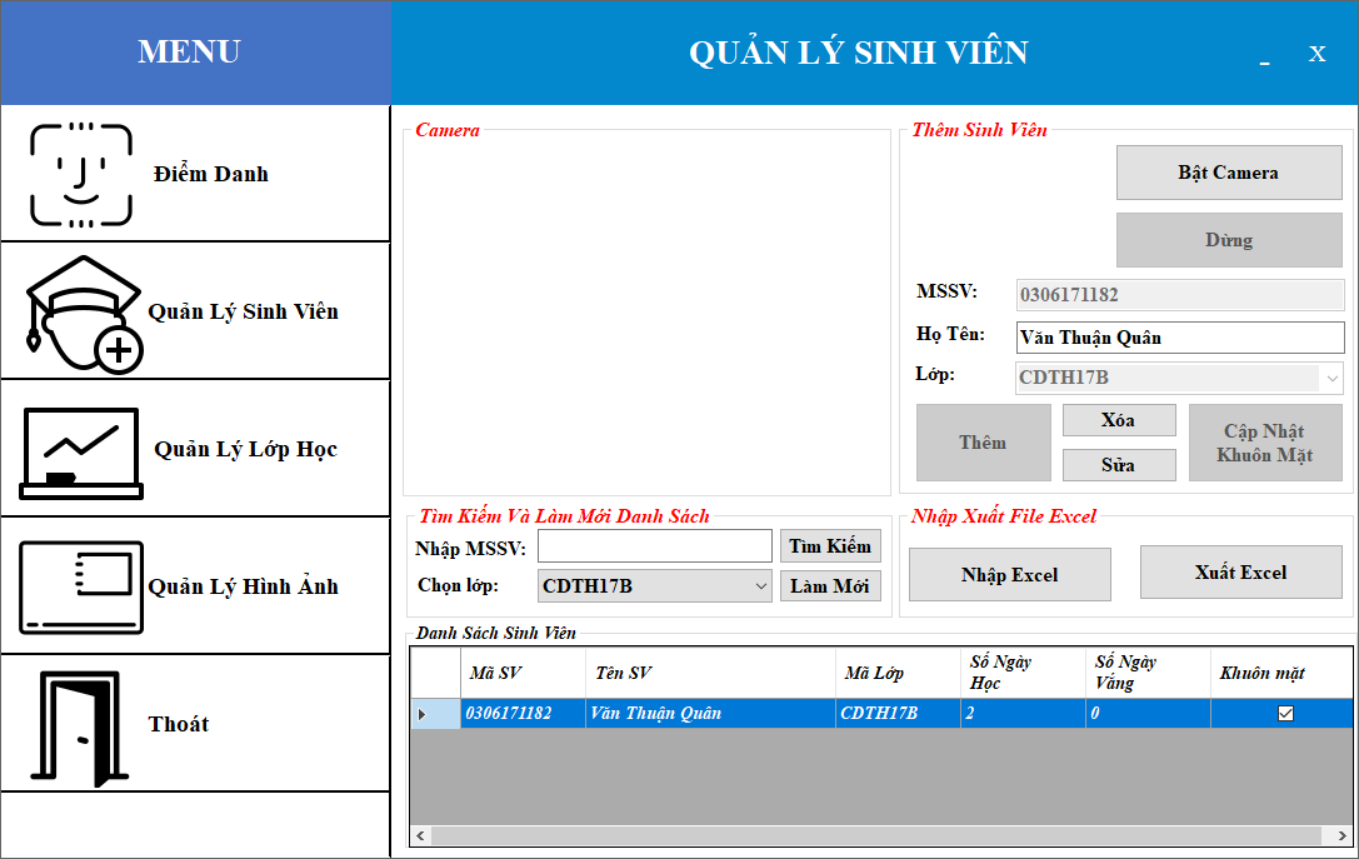 MENU
QUẢN LÝ SINH VIÊN
_ X
Điểm Danh
Quản Lý Sinh Viên
Quản Lý Lớp Học
Quản Lý Hình Ảnh
Thoát
Camera
Thêm Sinh Viên
Bật Camera
Dừng
MSSV: 0306171182
Họ Tên: Văn Thuận Quân
Lớp: CDTH17B
Thêm
Xóa
Sửa
Cập Nhật
Khuôn Mặt
Tìm Kiếm Và Làm Mới Danh Sách
Nhập MSSV: Tìm Kiếm
Chọn lớp: CDTH17B Làm Mới
Nhập Xuất File Excel
Nhập Excel Xuất Excel
Danh Sách Sinh Viên
Mã SV Tên SV Mã Lớp Số Ngày Học Số Ngày Vắng Khuôn mặt
0306171182 Văn Thuận Quân CDTH17B 2 0